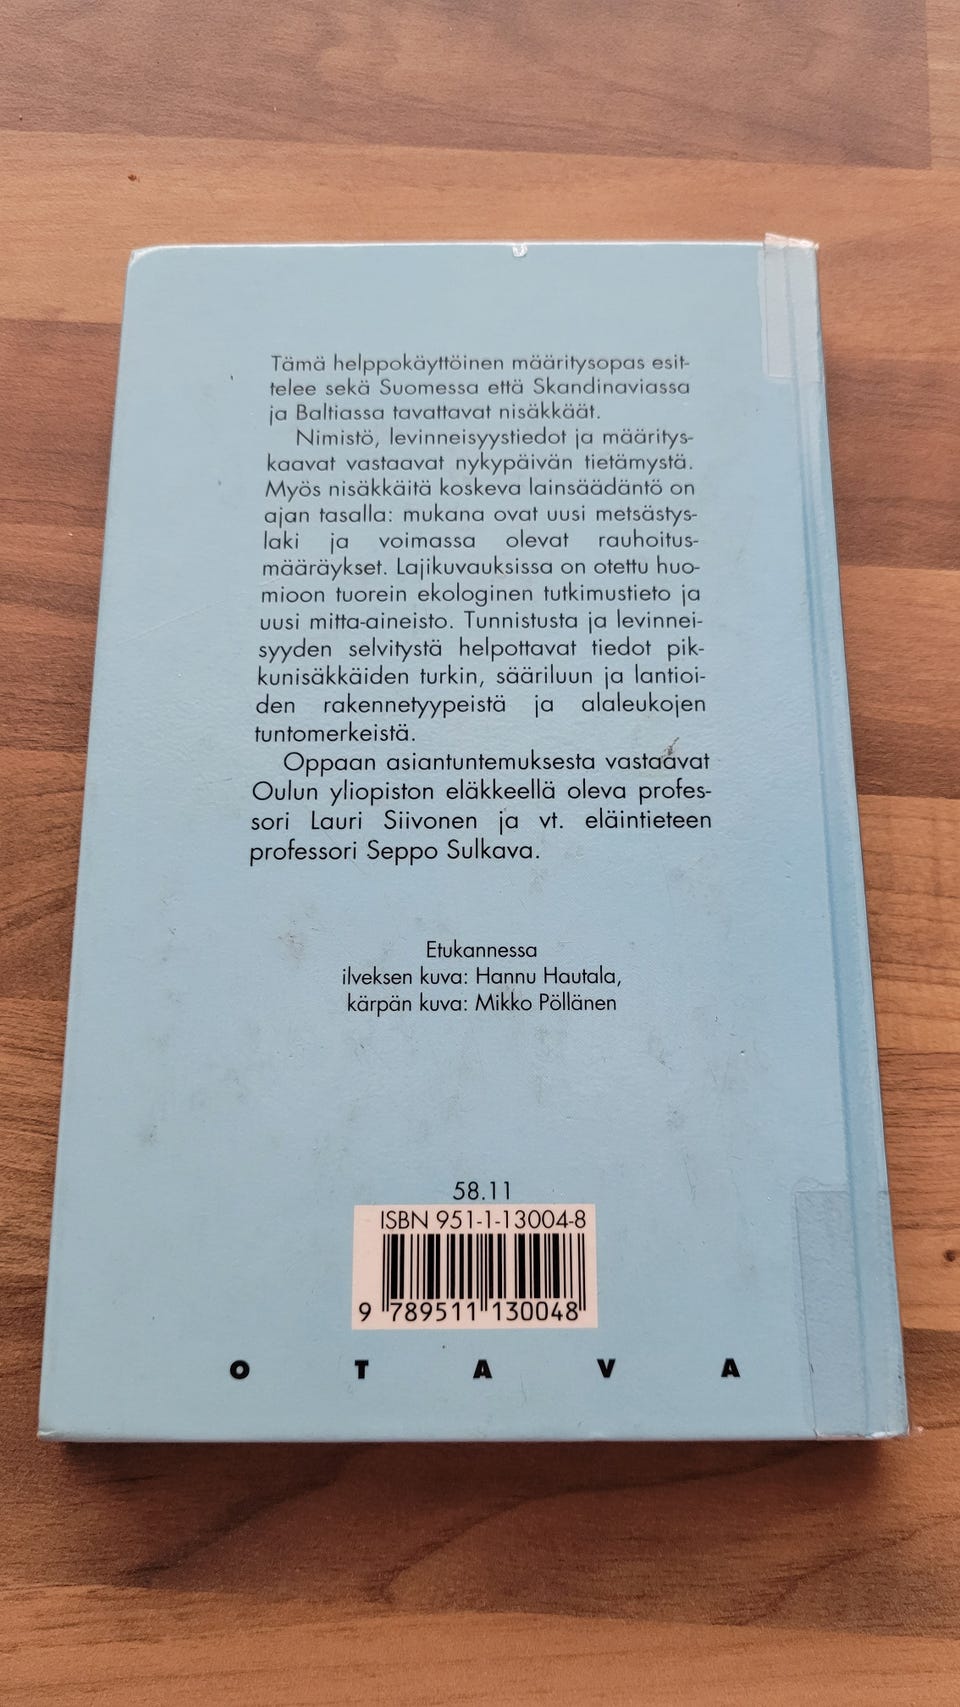 Tämä helppokäyttöinen määritysopas esit-
telee sekä Suomessa että Skandinaviassa
ja Baltiassa tavattavat nisäkkäät.
Nimistö, levinneisyystiedot ja määritys-
kaavat vastaavat nykypäivän tietämystä.
Myös nisäkkäitä koskeva lainsäädäntö on
ajan tasalla: mukana ovat uusi metsästys-
laki ja voimassa olevat rauhoitus-
määräykset. Lajikuvauksissa on otettu huo-
mioon tuorein ekologinen tutkimustieto ja
uusi mitta-aineisto. Tunnistusta ja levinnei-
syyden selvitystä helpottavat tiedot pik-
kunisäkkäiden turkin, sääriluun ja lantioi-
den rakennetyypeistä ja alaleukojen
tuntomerkeistä.
Oppaan asiantuntemuksesta vastaavat
Oulun yliopiston eläkkeellä oleva profes-
sori Lauri Siivonen ja vt. eläintieteen
professori Seppo Sulkava.
Etukannessa
ilveksen kuva: Hannu Hautala,
kärpän kuva: Mikko Pöllänen
58.11
ISBN 951-1-13004-8
9 789511 130048
OTAVA